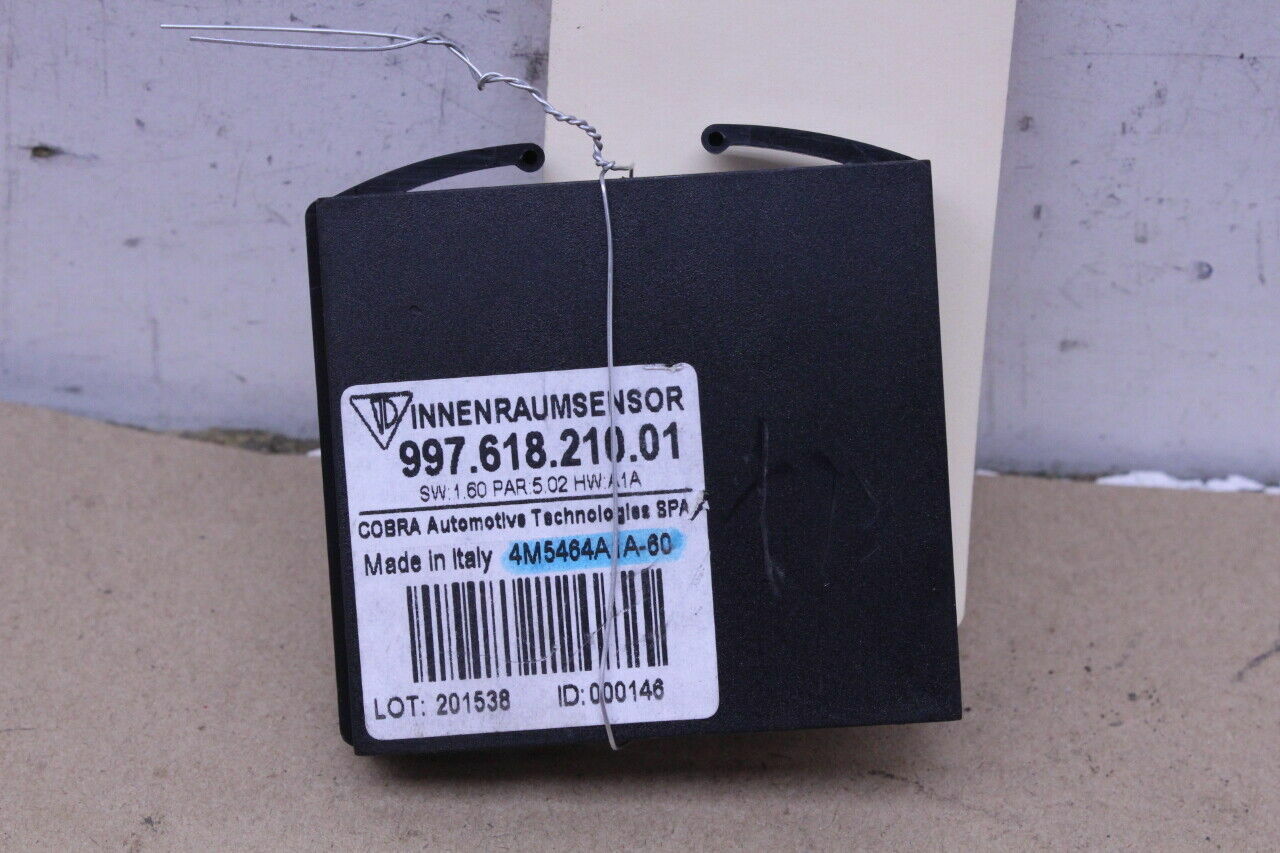 INNENRAUMSENSOR
997.618.210.01
SW:1.60 PAR:5.02 HW:A1A
COBRA Automotive Technologies SPA
Made in Italy 4M5464A1A-60
LOT: 201538 ID:000146